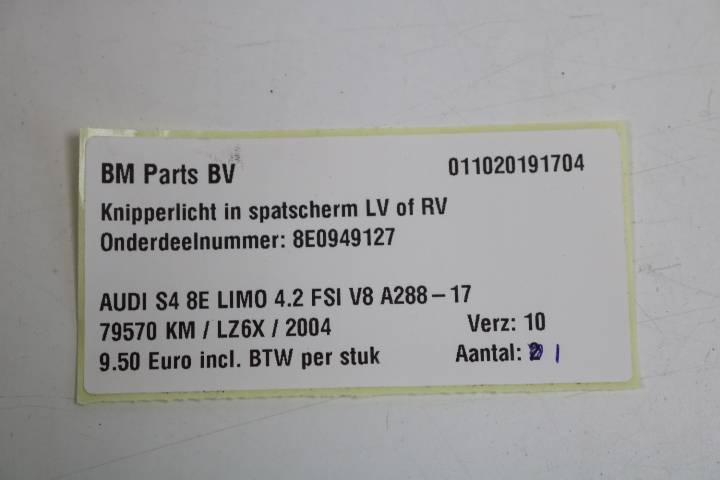 BM Parts BV 011020191704
Knipperlicht in spatscherm LV of RV
Onderdeelnummer: 8E0949127
AUDI S4 8E LIMO 4.2 FSI V8 A288-17
79570 KM / LZ6X / 2004 Verz: 10
9.50 Euro incl. BTW per stuk Aantal: 2 1